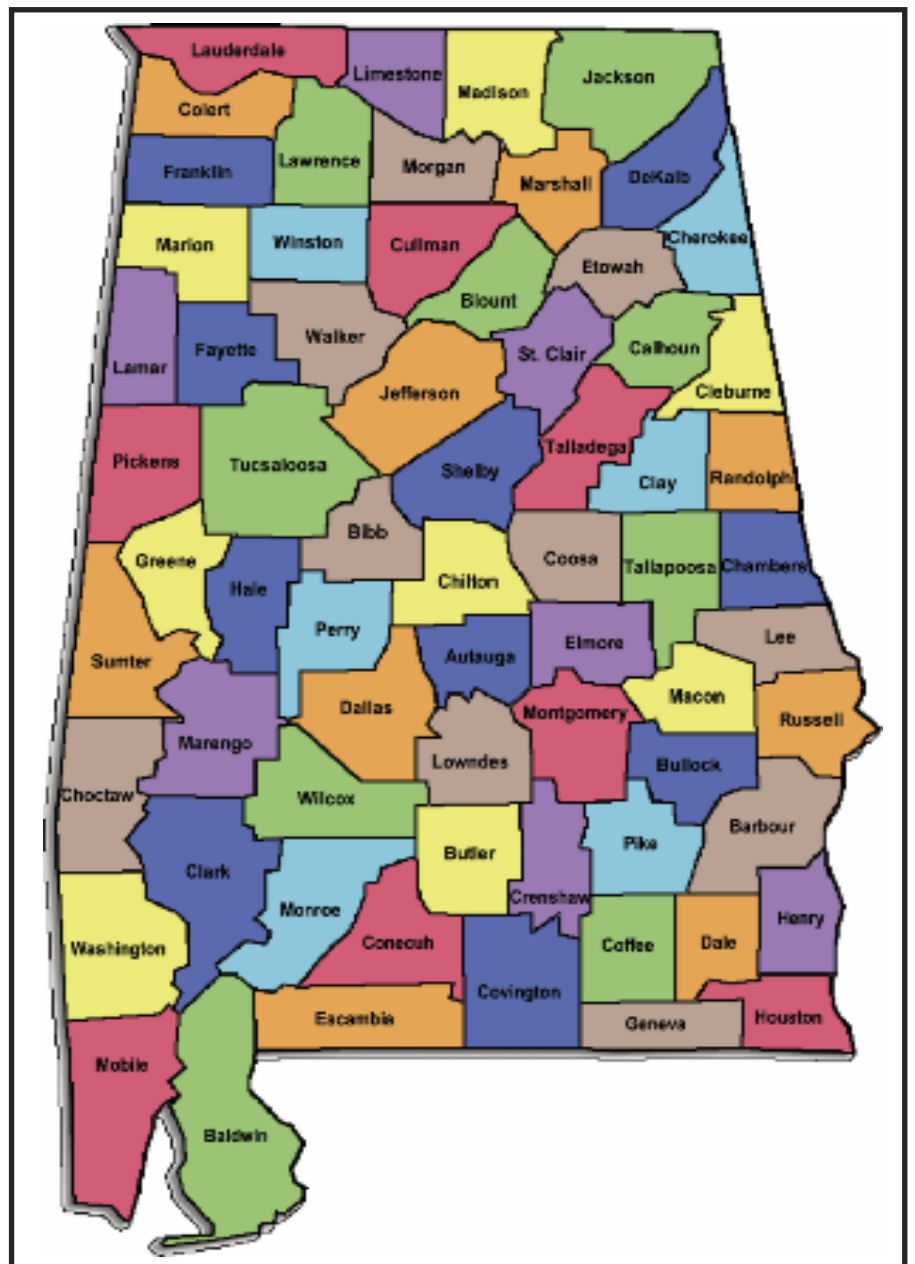 Lauderdale
Limestone
Madison
Jackson
Colert
Franklin
Lawrence
Morgan
Marshall
DeKalb
Cherokee
Marion
Winston
Cullman
Etowah
Blount
Lamar
Fayette
Walker
St. Clair
Calhoun
Cleburne
Jefferson
Pickens
Tucsaloosa
Shelby
Talladega
Clay
Randolph
Bibb
Greene
Hale
Chilton
Coosa
Tallapoosa
Chambers
Perry
Sumter
Autauga
Elmore
Lee
Macon
Dallas
Montgomery
Russell
Marengo
Lowndes
Bullock
Choctaw
Wilcox
Barbour
Clark
Butler
Pike
Crenshaw
Monroe
Henry
Washington
Conecuh
Coffee
Dale
Covington
Escambia
Geneva
Houston
Mobile
Baldwin